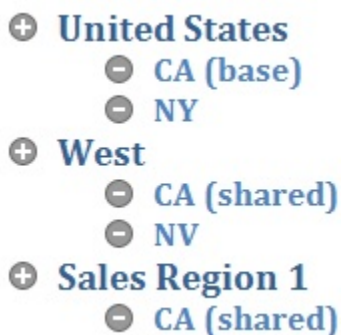 United States
CA (base)
NY
West
CA (shared)
NV
Sales Region 1
CA (shared)